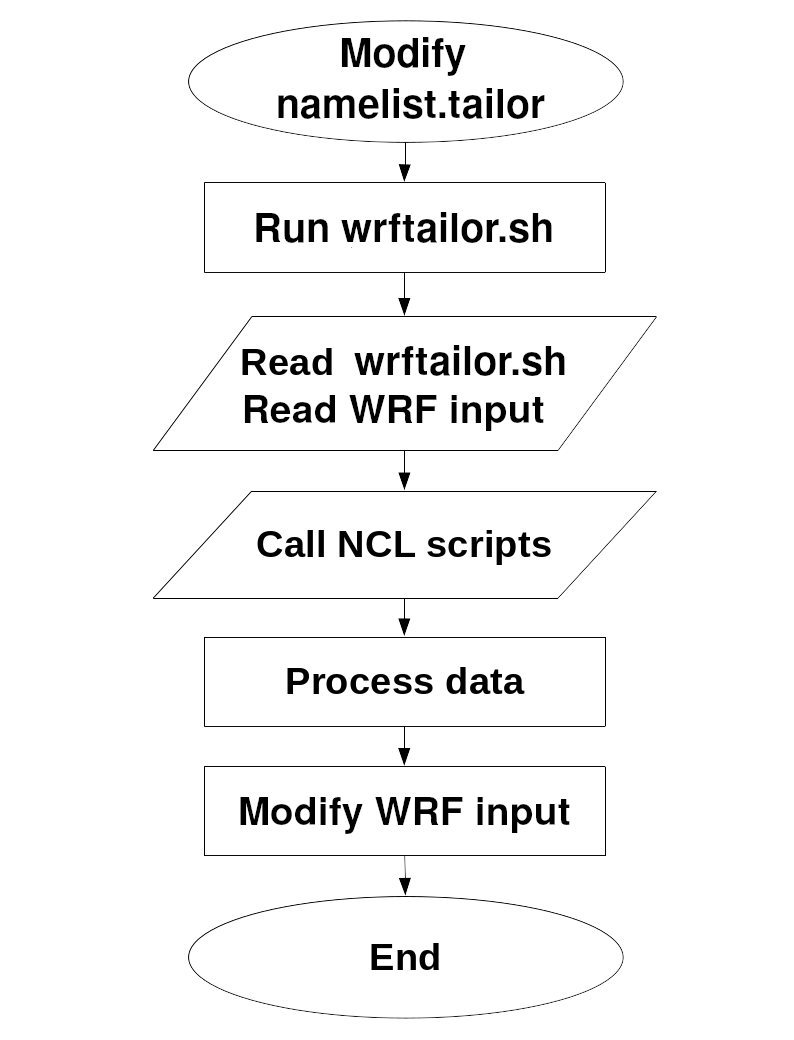 Modify
namelist.tailor
Run wrftailor.sh
Read wrftailor.sh
Read WRF input
Call NCL scripts
Process data
Modify WRF input
End